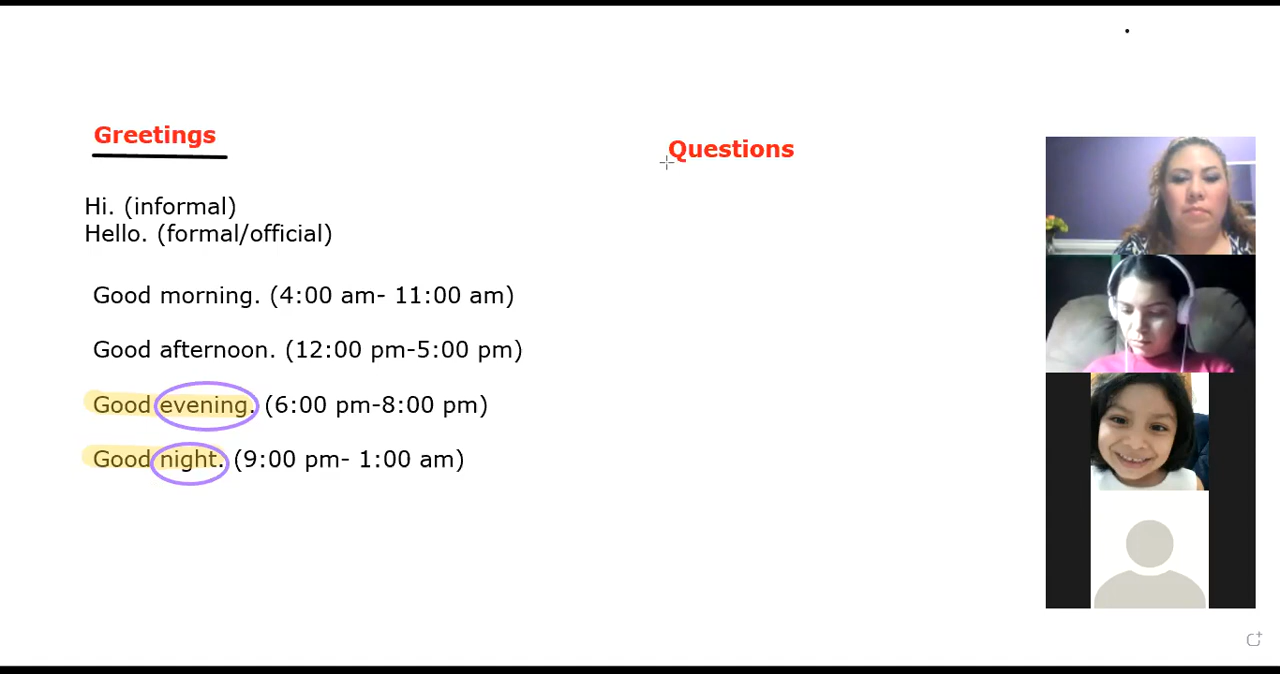 Greetings
Questions
Hi. (informal)
Hello. (formal/official)
Good morning. (4:00 am- 11:00 am)
Good afternoon. (12:00 pm-5:00 pm)
Good evening. (6:00 pm-8:00 pm)
Good night. (9:00 pm- 1:00 am)